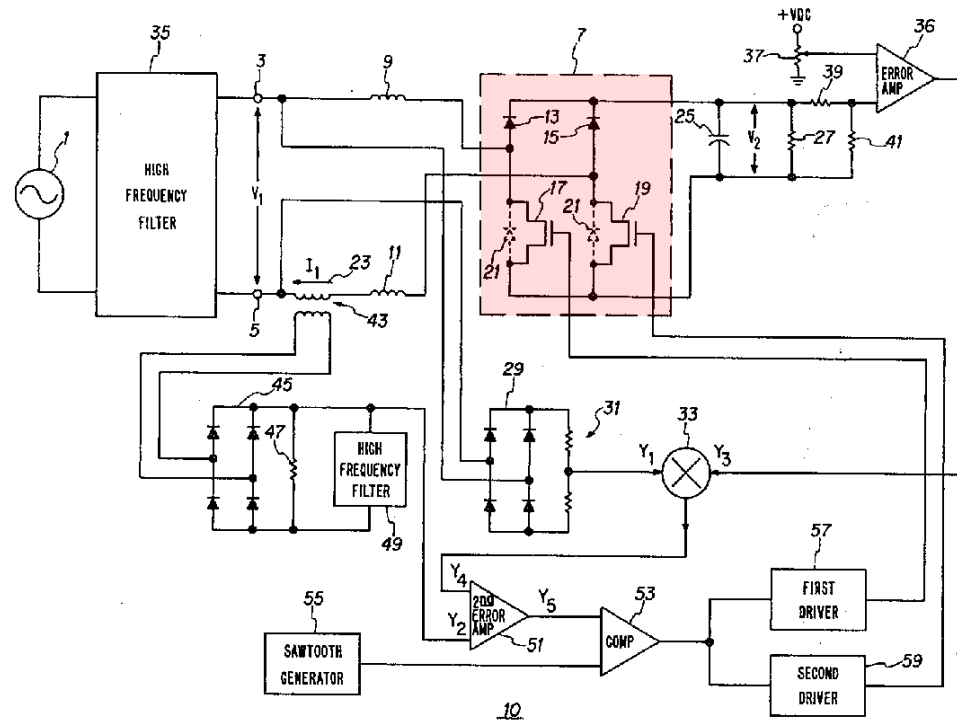 35
3
9
7
+VDC
36
37
ERROR AMP
39
13
15
25
V2
27
41
1
HIGH FREQUENCY FILTER
V1
17
19
21
21
I1
23
11
5
43
45
29
31
33
47
HIGH FREQUENCY FILTER
49
Y1
Y3
57
Y4
Y2
2nd ERROR AMP
51
Y5
53
COMP
FIRST DRIVER
55
SAWTOOTH GENERATOR
59
SECOND DRIVER
10